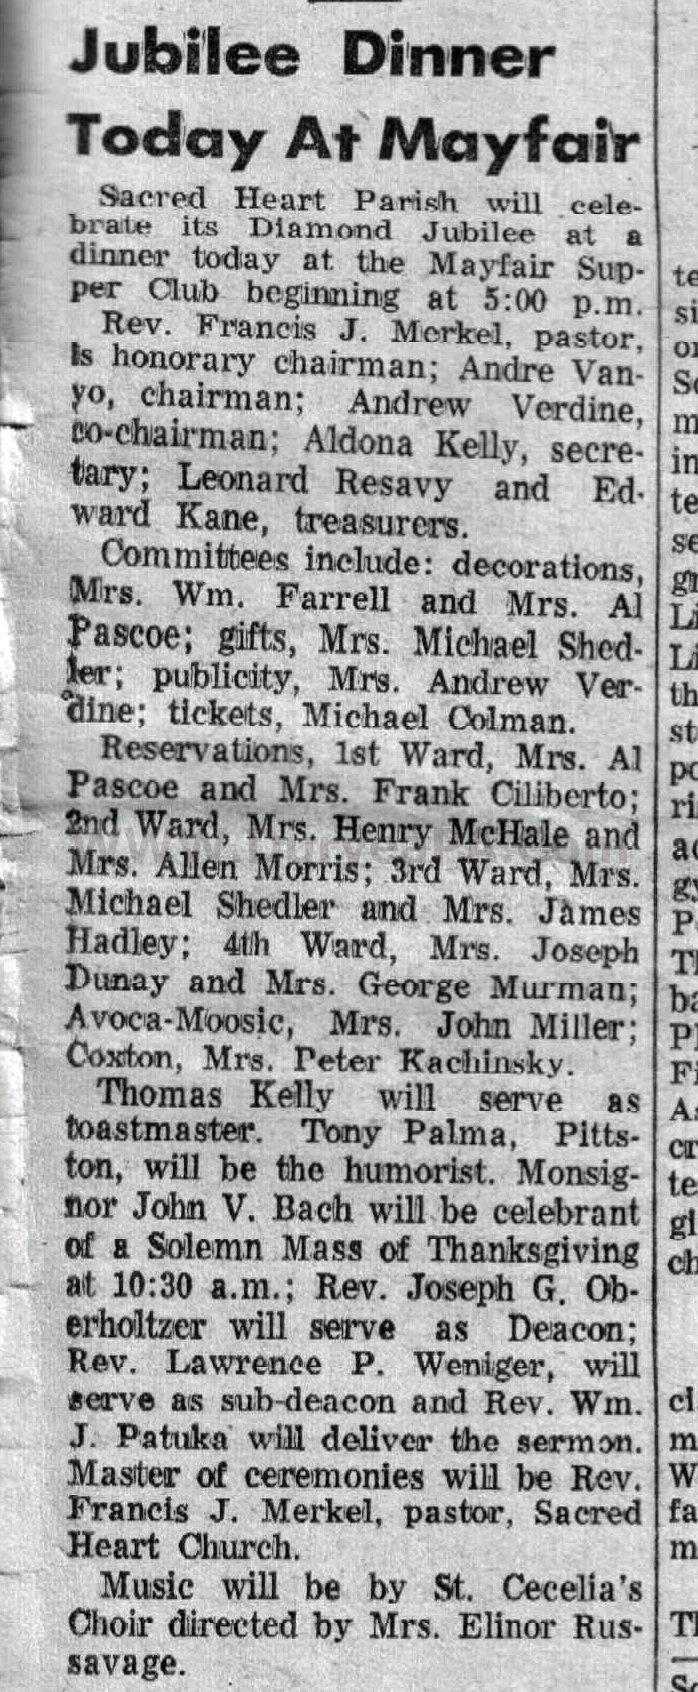 Jubilee Dinner
Today At Mayfair
Sacred Heart Parish will cele-
brate its Diamond Jubilee at a
dinner today at the Mayfair Sup-
per Club beginning at 5:00 p.m.
Rev. Francis J. Merkel, pastor,
is honorary chairman; Andre Van-
yo, chairman; Andrew Verdine,
co-chairman; Aldona Kelly, secre-
tary; Leonard Resavy and Ed-
ward Kane, treasurers.
Committees include: decorations,
Mrs. Wm. Farrell and Mrs. Al
Pascoe; gifts, Mrs. Michael Shed-
ler; publicity, Mrs. Andrew Ver-
dine; tickets, Michael Colman.
Reservations, 1st Ward, Mrs. Al
Pascoe and Mrs. Frank Ciliberto;
2nd Ward, Mrs. Henry McHale and
Mrs. Allen Morris; 3rd Ward, Mrs.
Michael Shedler and Mrs. James
Hadley; 4th Ward, Mrs. Joseph
Dunay and Mrs. George Murman;
Avoca-Moosic, Mrs. John Miller;
Coxton, Mrs. Peter Kachinsky.
Thomas Kelly will serve as
toastmaster. Tony Palma, Pitts-
ton, will be the humorist. Monsig-
nor John V. Bach will be celebrant
of a Solemn Mass of Thanksgiving
at 10:30 a.m.; Rev. Joseph G. Ob-
erholtzer will serve as Deacon;
Rev. Lawrence P. Weniger, will
serve as sub-deacon and Rev. Wm.
J. Patuka will deliver the sermon.
Master of ceremonies will be Rev.
Francis J. Merkel, pastor, Sacred
Heart Church.
Music will be by St. Cecelia's
Choir directed by Mrs. Elinor Rus-
savage.